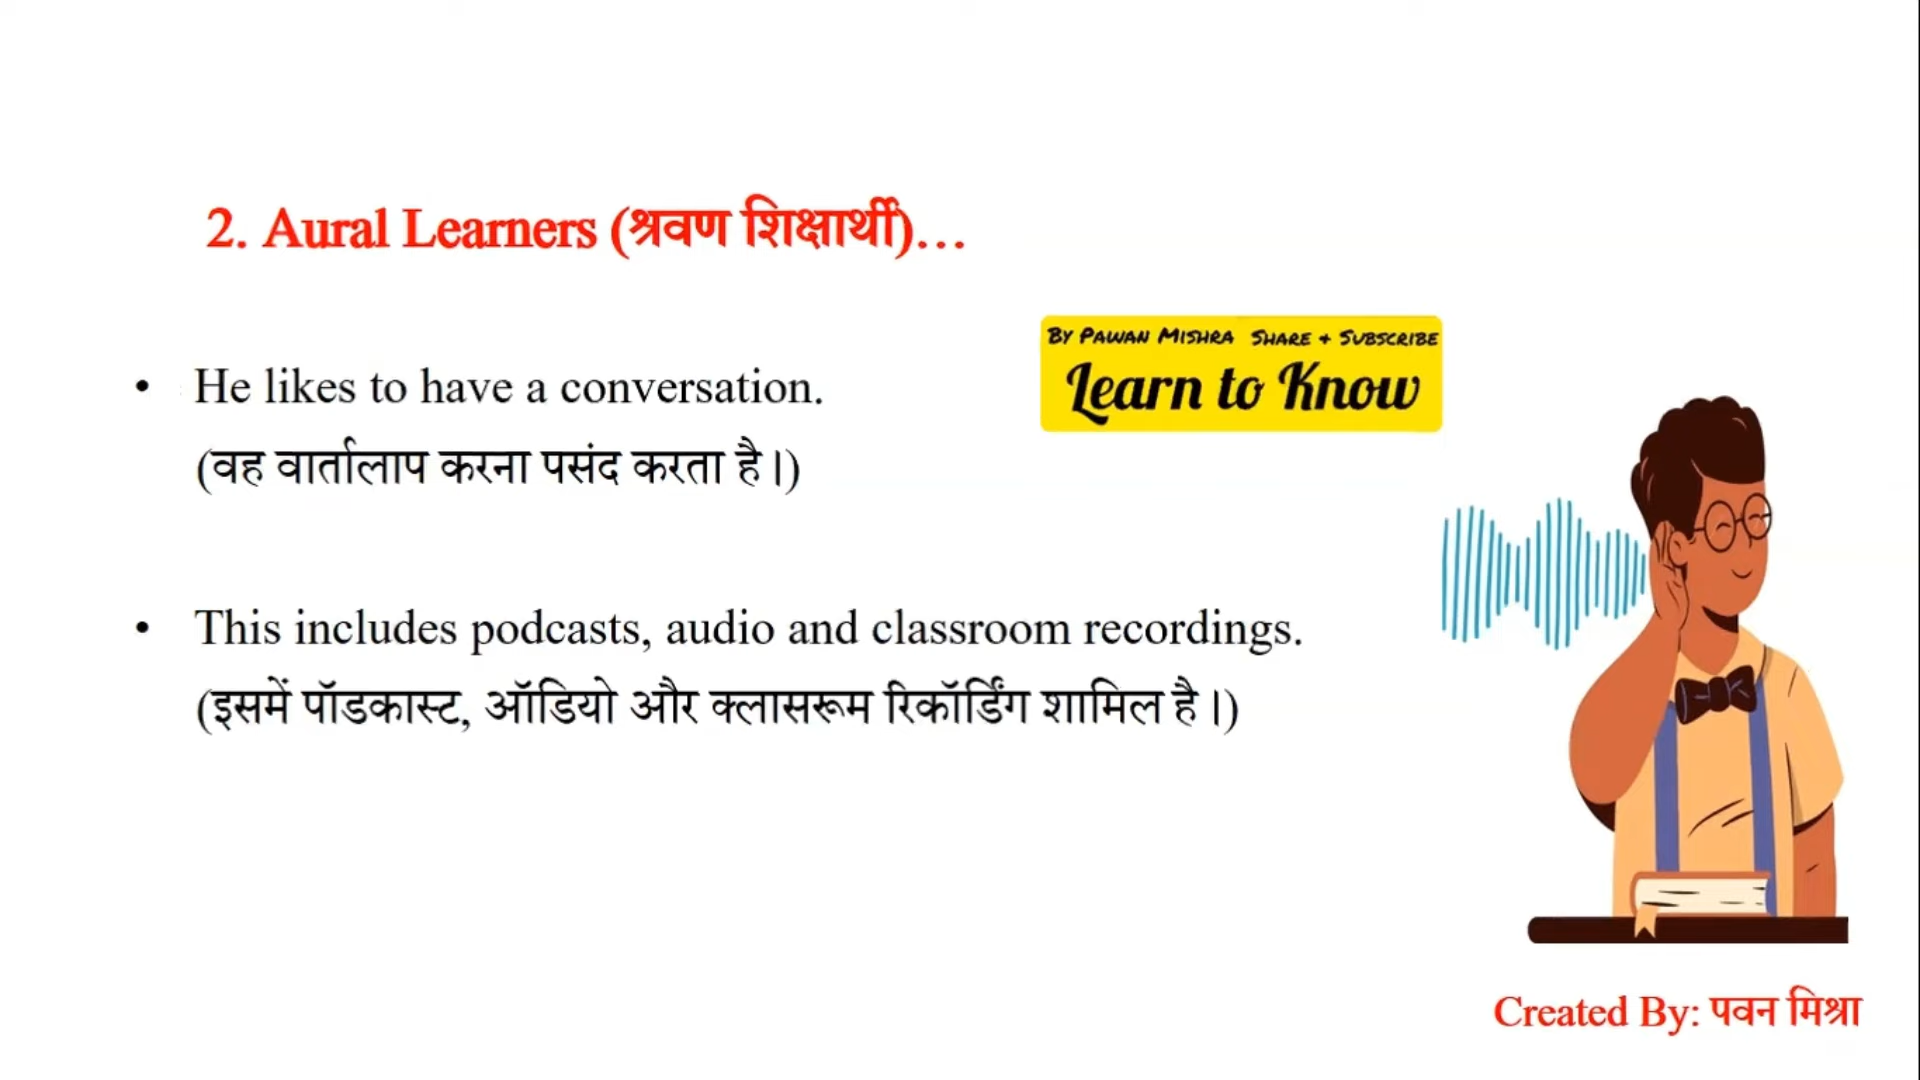 2. Aural Learners (श्रवण शिक्षार्थी)...
By Pawan Mishra Share + Subscribe
Learn to Know
• He likes to have a conversation.
(वह वार्तालाप करना पसंद करता है।)
• This includes podcasts, audio and classroom recordings.
(इसमें पॉडकास्ट, ऑडियो और क्लासरूम रिकॉर्डिंग शामिल है।)
Created By: पवन मिश्रा